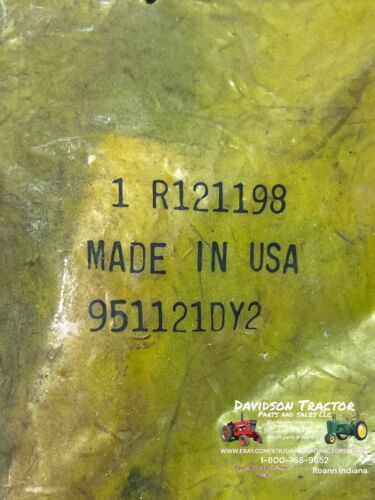 1 R121198
MADE IN USA
951121DY2
DAVIDSON TRACTOR
PARTS AND SALES LLC
1-800-765-9652
Roann Indiana